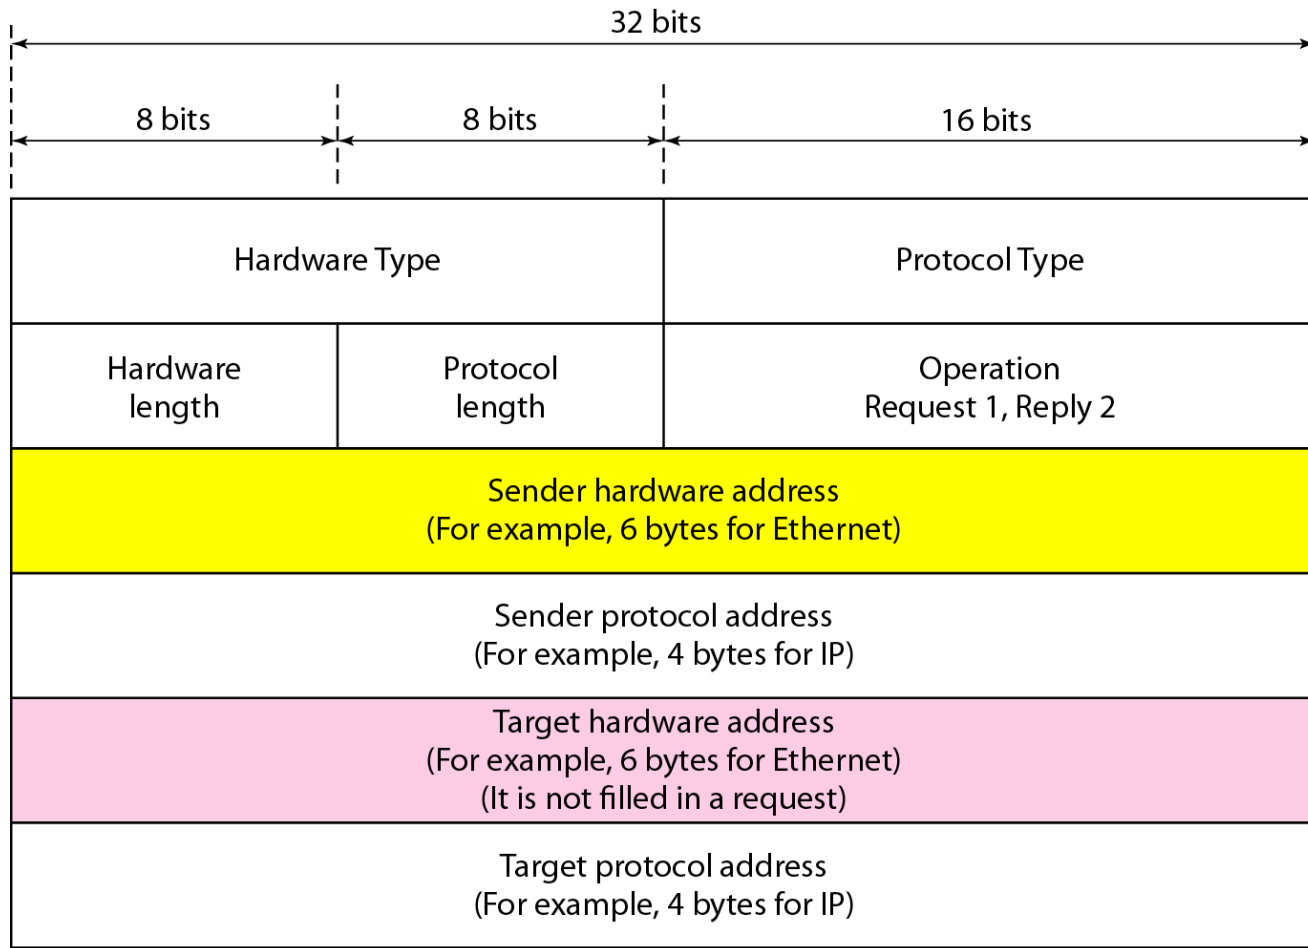 32 bits
8 bits
8 bits
16 bits
Hardware Type
Protocol Type
Hardware
length
Protocol
length
Operation
Request 1, Reply 2
Sender hardware address
(For example, 6 bytes for Ethernet)
Sender protocol address
(For example, 4 bytes for IP)
Target hardware address
(For example, 6 bytes for Ethernet)
(It is not filled in a request)
Target protocol address
(For example, 4 bytes for IP)